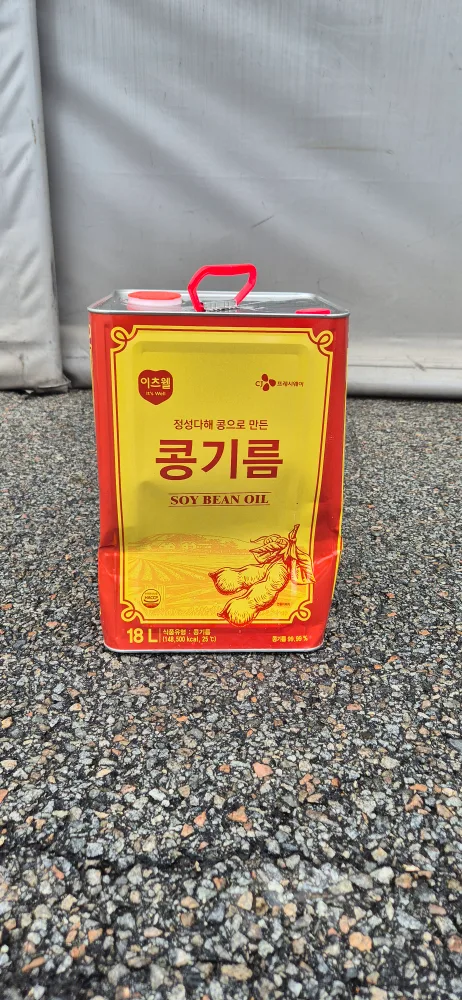 이츠웰
It's Well
CJ 프레시웨이
정성다해 콩으로 만든
콩기름
SOY BEAN OIL
HACCP
18 L
식품유형 : 콩기름
(148,500 kcal, 25℃)
콩기름 99.99 %